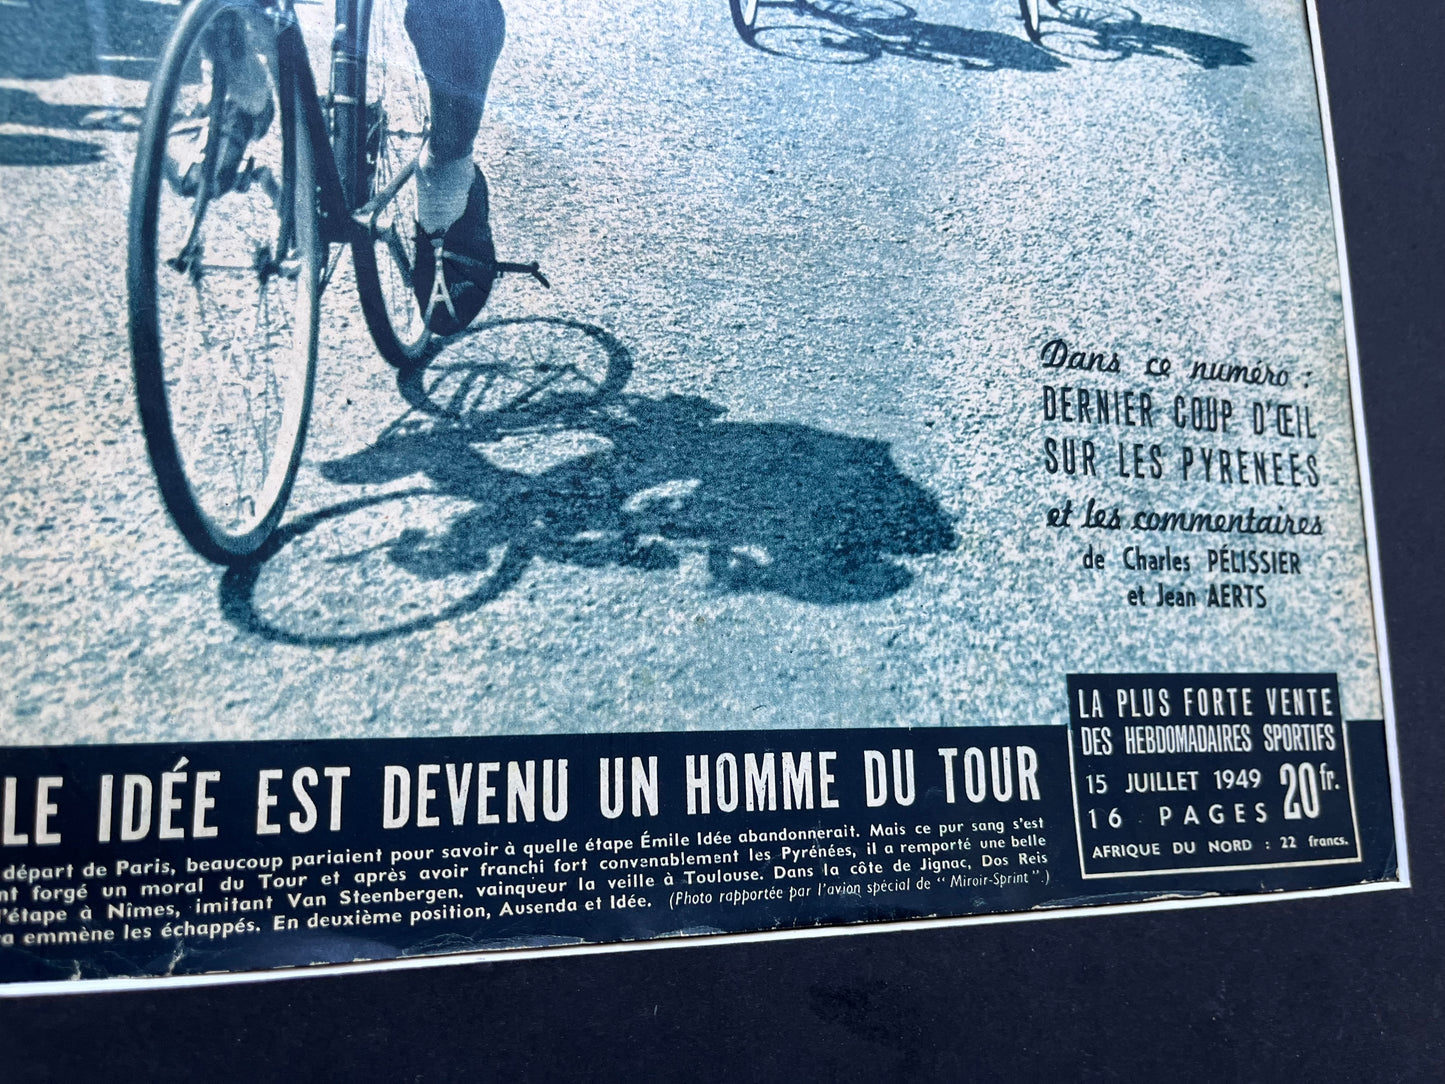 Dans ce numéro :
DERNIER COUP D'ŒIL
SUR LES PYRENEES
et les commentaires
de Charles PÉLISSIER
et Jean AERTS
LA PLUS FORTE VENTE
DES HEBDOMADAIRES SPORTIFS
15 JUILLET 1949
16 PAGES 20 fr.
AFRIQUE DU NORD : 22 francs.
LE IDÉE EST DEVENU UN HOMME DU TOUR
départ de Paris, beaucoup pariaient pour savoir à quelle étape Émile Idée abandonnerait. Mais ce pur sang s'est
nt forgé un moral du Tour et après avoir franchi fort convenablement les Pyrénées, il a remporté une belle
l'étape à Nîmes, imitant Van Steenbergen. vainqueur la veille à Toulouse. Dans la côte de Jignac, Dos Reis
a emmène les échappés. En deuxième position, Ausenda et Idée. (Photo rapportée par l'avion spécial de " Miroir-Sprint ".)